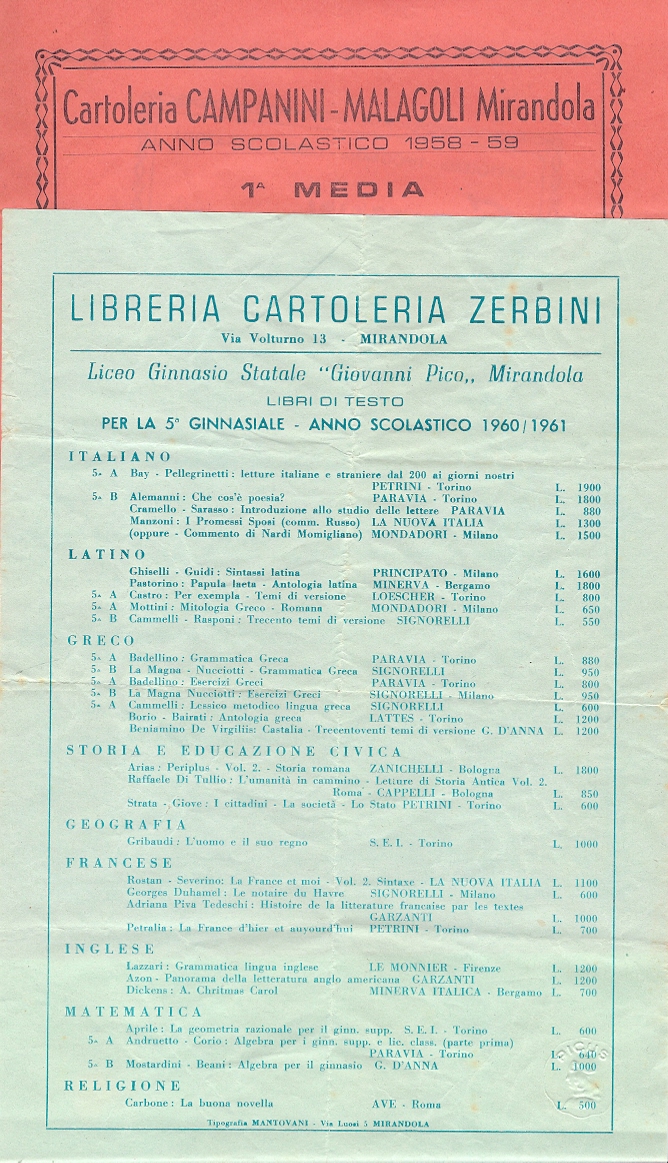 Cartoleria CAMPANINI - MALAGOLI Mirandola
ANNO SCOLASTICO 1958 - 59
1ᴬ MEDIA
LIBRERIA CARTOLERIA ZERBINI
Via Volturno 13 - MIRANDOLA
Liceo Ginnasio Statale “Giovanni Pico„ Mirandola
LIBRI DI TESTO
PER LA 5ª GINNASIALE - ANNO SCOLASTICO 1960/1961
ITALIANO
5ª A Bay - Pellegrinetti : letture italiane e straniere dal 200 ai giorni nostri
PETRINI - Torino L. 1900
5ª B Alemanni : Che cos'è poesia? PARAVIA - Torino L. 1800
Cramello - Sarasso : Introduzione allo studio delle lettere PARAVIA L. 880
Manzoni : I Promessi Sposi (comm. Russo) LA NUOVA ITALIA L. 1300
(oppure - Commento di Nardi Momigliano) MONDADORI - Milano L. 1500
LATINO
Ghiselli - Guidi : Sintassi latina PRINCIPATO - Milano L. 1600
Pastorino : Papula laeta - Antologia latina MINERVA - Bergamo L. 1800
5ª A Castro : Per exempla - Temi di versione LOESCHER - Torino L. 800
5ª A Mottini : Mitologia Greco - Romana MONDADORI - Milano L. 650
5ª B Cammelli - Rasponi : Trecento temi di versione SIGNORELLI L. 550
GRECO
5ª A Badellino : Grammatica Greca PARAVIA - Torino L. 880
5ª B La Magna - Nucciotti - Grammatica Greca SIGNORELLI L. 950
5ª A Badellino : Esercizi Greci PARAVIA - Torino L. 800
5ª B La Magna Nucciotti : Esercizi Greci SIGNORELLI - Milano L. 950
5ª A Cammelli : Lessico metodico lingua greca SIGNORELLI L. 600
Borio - Bairati : Antologia greca LATTES - Torino L. 1200
Beniamino De Virgiliis : Castalia - Trecentoventi temi di versione G. D'ANNA L. 1200
STORIA E EDUCAZIONE CIVICA
Arias : Periplus - Vol. 2. - Storia romana ZANICHELLI - Bologna L. 1800
Raffaele Di Tullio : L'umanità in cammino - Letture di Storia Antica Vol. 2.
Roma - CAPPELLI - Bologna L. 850
Strata - Giove : I cittadini - La società - Lo Stato PETRINI - Torino L. 600
GEOGRAFIA
Gribaudi : L'uomo e il suo regno S. E. I. - Torino L. 1000
FRANCESE
Rostan - Severino: La France et moi - Vol. 2. Sintaxe - LA NUOVA ITALIA L. 1100
Georges Duhamel : Le notaire du Havre SIGNORELLI - Milano L. 600
Adriana Piva Tedeschi : Histoire de la litterature francaise par les textes
GARZANTI L. 1000
Petralia : La France d'hier et auyourd'hui PETRINI - Torino L. 700
INGLESE
Lazzari : Grammatica lingua inglese LE MONNIER - Firenze L. 1200
Azon - Panorama della letteratura anglo americana GARZANTI L. 1200
Dickens : A. Chritmas Carol MINERVA ITALICA - Bergamo L. 700
MATEMATICA
Aprile : La geometria razionale per il ginn. supp. S. E. I. - Torino L. 600
5ª A Andruetto - Corio : Algebra per i ginn. supp. e lic. class. (parte prima)
PARAVIA - Torino L. 640
5ª B Mostardini - Beani : Algebra per il ginnasio G. D'ANNA L. 1000
RELIGIONE
Carbone : La buona novella AVE - Roma L. 500
Tipografia MANTOVANI - Via Luosi 5 MIRANDOLA